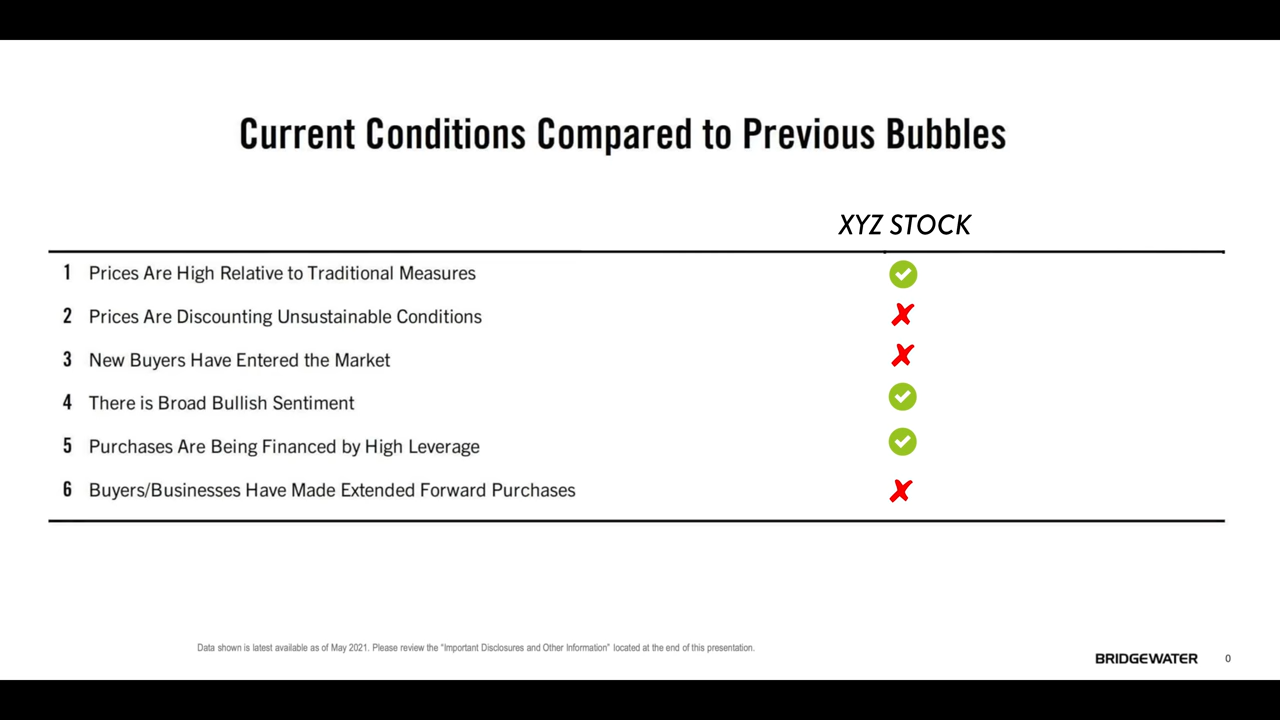 Current Conditions Compared to Previous Bubbles
XYZ STOCK
1 Prices Are High Relative to Traditional Measures
2 Prices Are Discounting Unsustainable Conditions
3 New Buyers Have Entered the Market
4 There is Broad Bullish Sentiment
5 Purchases Are Being Financed by High Leverage
6 Buyers/Businesses Have Made Extended Forward Purchases
Data shown is latest available as of May 2021. Please review the "Important Disclosures and Other Information" located at the end of this presentation.
BRIDGEWATER 0